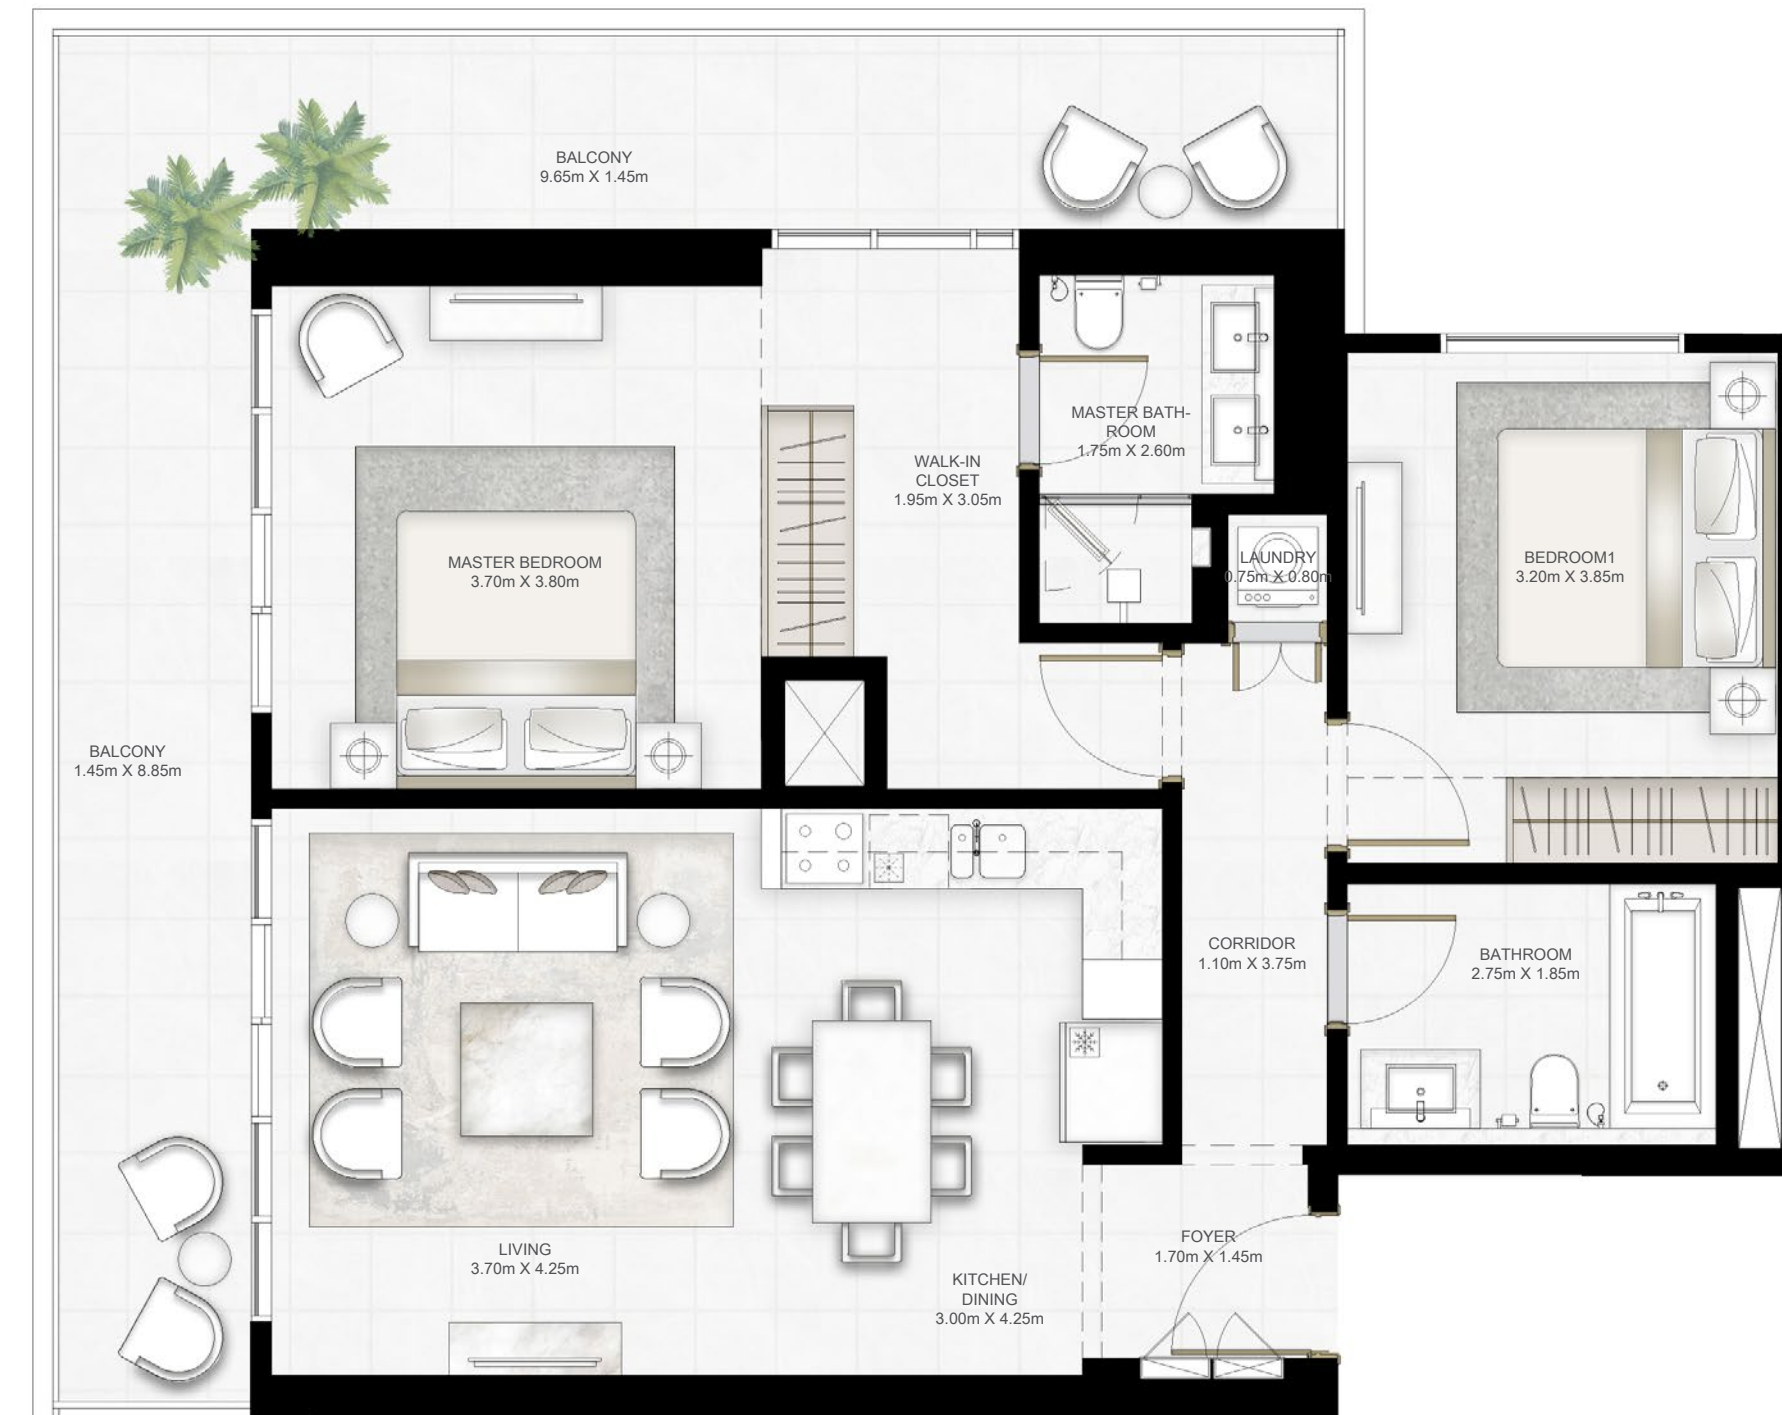 BALCONY
9.65m X 1.45m
MASTER BATH-
ROOM
1.75m X 2.60m
WALK-IN
CLOSET
1.95m X 3.05m
MASTER BEDROOM
3.70m X 3.80m
LAUNDRY
0.75m X 0.80m
BEDROOM1
3.20m X 3.85m
BALCONY
1.45m X 8.85m
CORRIDOR
1.10m X 3.75m
BATHROOM
2.75m X 1.85m
LIVING
3.70m X 4.25m
KITCHEN/
DINING
3.00m X 4.25m
FOYER
1.70m X 1.45m